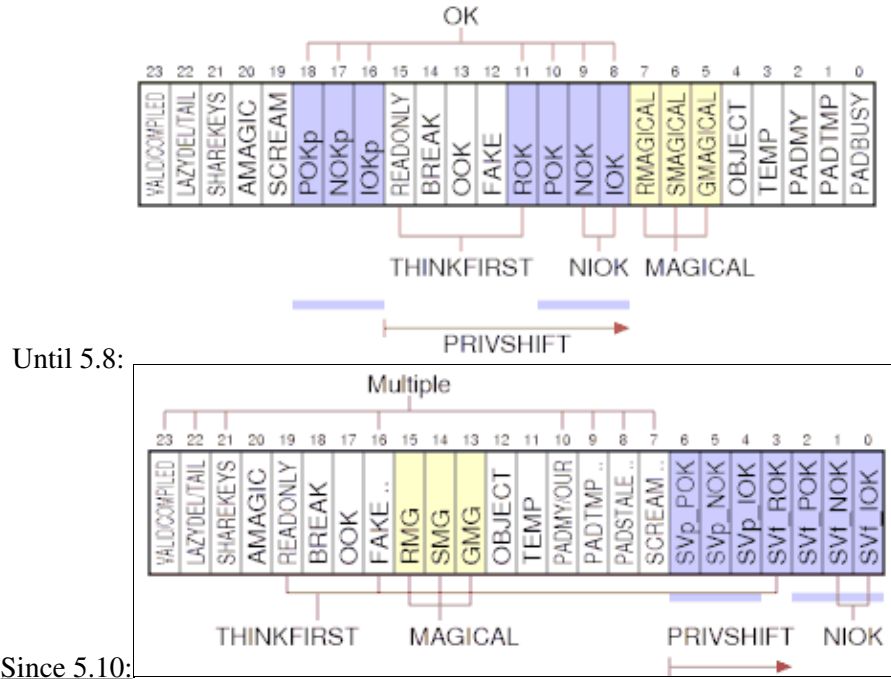 OK
23 22 21 20 19 18 17 16 15 14 13 12 11 10 9 8 7 6 5 4 3 2 1 0
VALID/COMPILED LAZYDEL/TAIL SHAREKEYS AMAGIC SCREAM POKp NOKp IOKp READONLY BREAK OOK FAKE ROK POK NOK IOK RMAGICAL SMAGICAL GMAGICAL OBJECT TEMP PADMY PADTMP PADBUSY
THINKFIRST NIOK MAGICAL
PRIVSHIFT
Until 5.8:
Multiple
23 22 21 20 19 18 17 16 15 14 13 12 11 10 9 8 7 6 5 4 3 2 1 0
VALID/COMPILED LAZYDEL/TAIL SHAREKEYS AMAGIC READONLY BREAK OOK FAKE .. RMG SMG GMG OBJECT TEMP PADMY/OUR PADTMP .. PADSTALE .. SCREAM .. SVp_POK SVp_NOK SVp_IOK SVf_ROK SVf_POK SVf_NOK SVf_IOK
THINKFIRST MAGICAL PRIVSHIFT NIOK
Since 5.10: